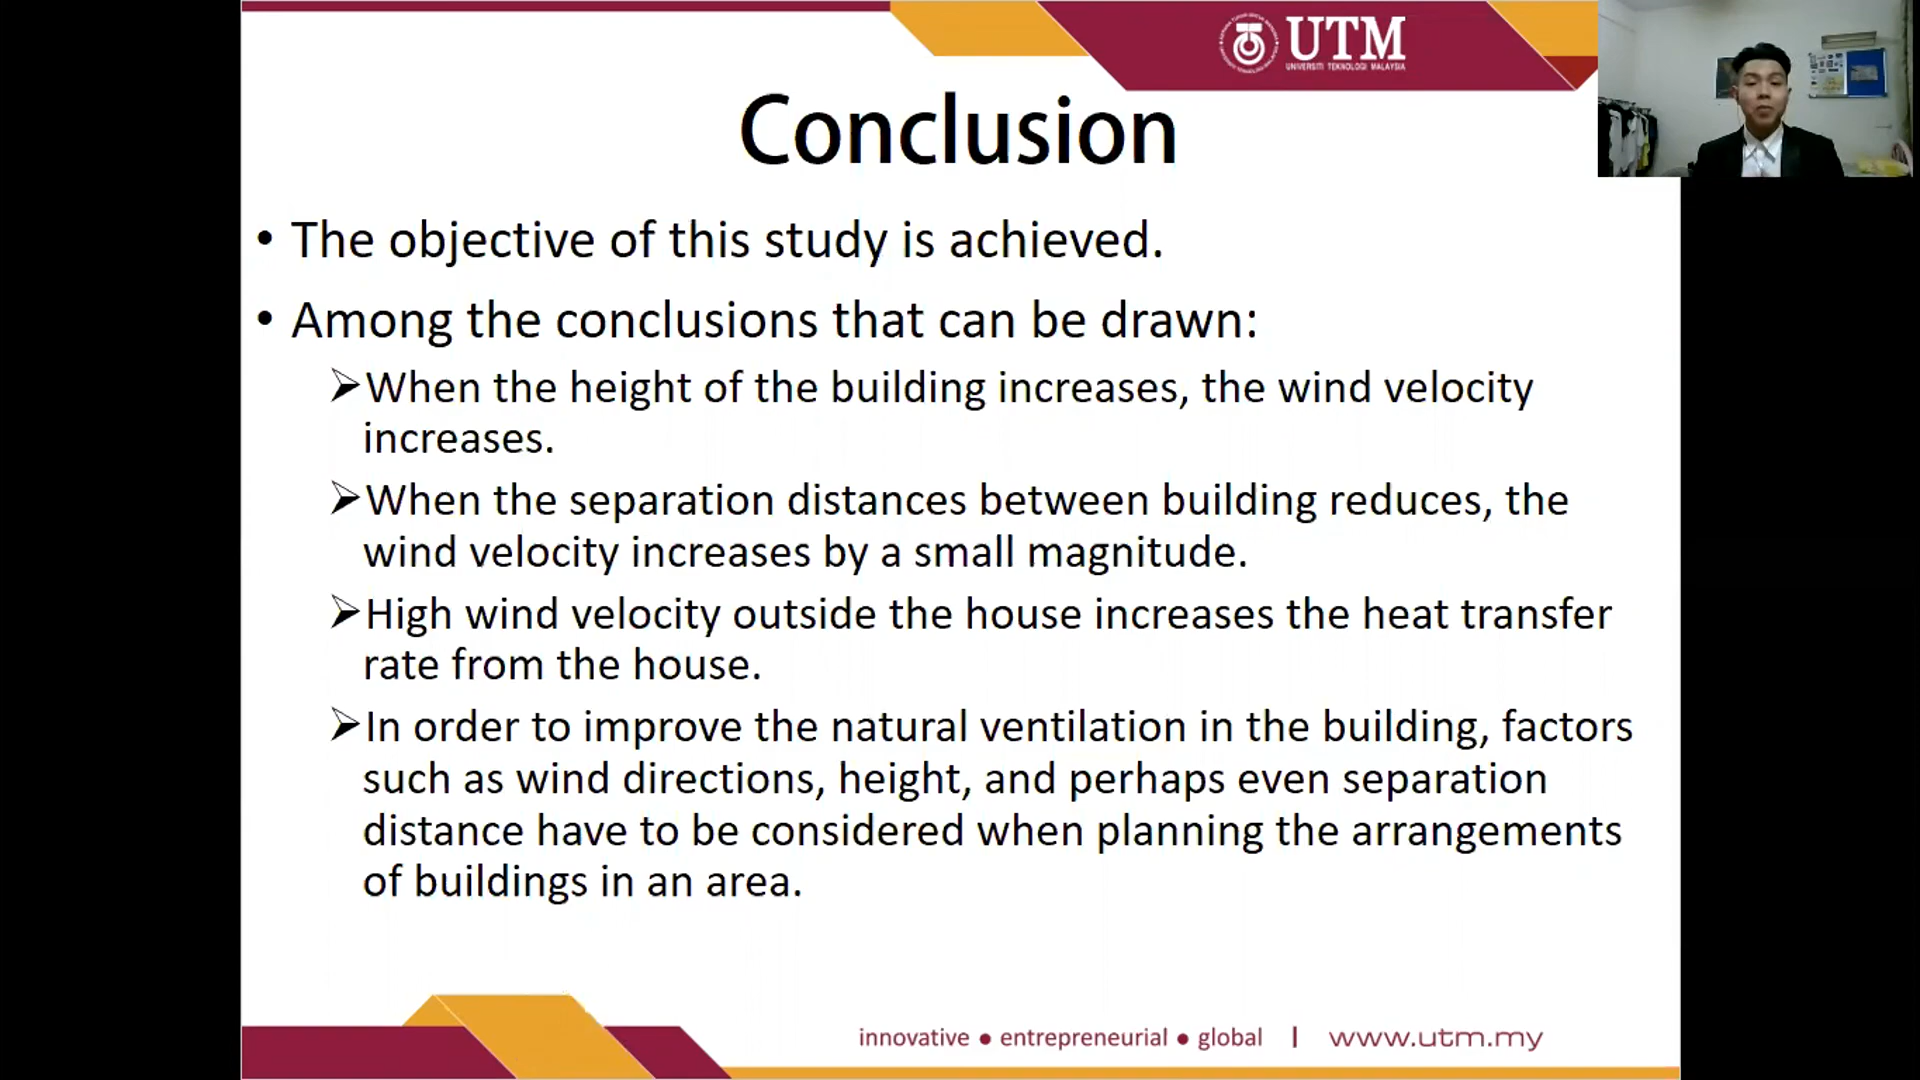 UTM
UNIVERSITI TEKNOLOGI MALAYSIA
Conclusion
• The objective of this study is achieved.
• Among the conclusions that can be drawn:
➢When the height of the building increases, the wind velocity
increases.
➢When the separation distances between building reduces, the
wind velocity increases by a small magnitude.
➢High wind velocity outside the house increases the heat transfer
rate from the house.
➢In order to improve the natural ventilation in the building, factors
such as wind directions, height, and perhaps even separation
distance have to be considered when planning the arrangements
of buildings in an area.
innovative ● entrepreneurial ● global | www.utm.my